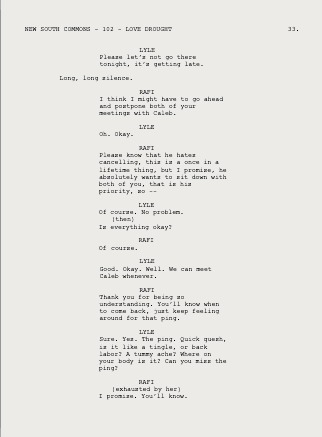 NEW SOUTH COMMONS - 102 - LOVE DROUGHT 33.
LYLE
Please let's not go there
tonight, it's getting late.
Long, long silence.
RAFI
I think I might have to go ahead
and postpone both of your
meetings with Caleb.
LYLE
Oh. Okay.
RAFI
Please know that he hates
cancelling, this is a once in a
lifetime thing, but I promise, he
absolutely wants to sit down with
both of you, that is his
priority, so --
LYLE
Of course. No problem.
(then)
Is everything okay?
RAFI
Of course.
LYLE
Good. Okay. Well. We can meet
Caleb whenever.
RAFI
Thank you for being so
understanding. You'll know when
to come back, just keep feeling
around for that ping.
LYLE
Sure. Yes. The ping. Quick quesh,
is it like a tingle, or back
labor? A tummy ache? Where on
your body is it? Can you miss the
ping?
RAFI
(exhausted by her)
I promise. You'll know.